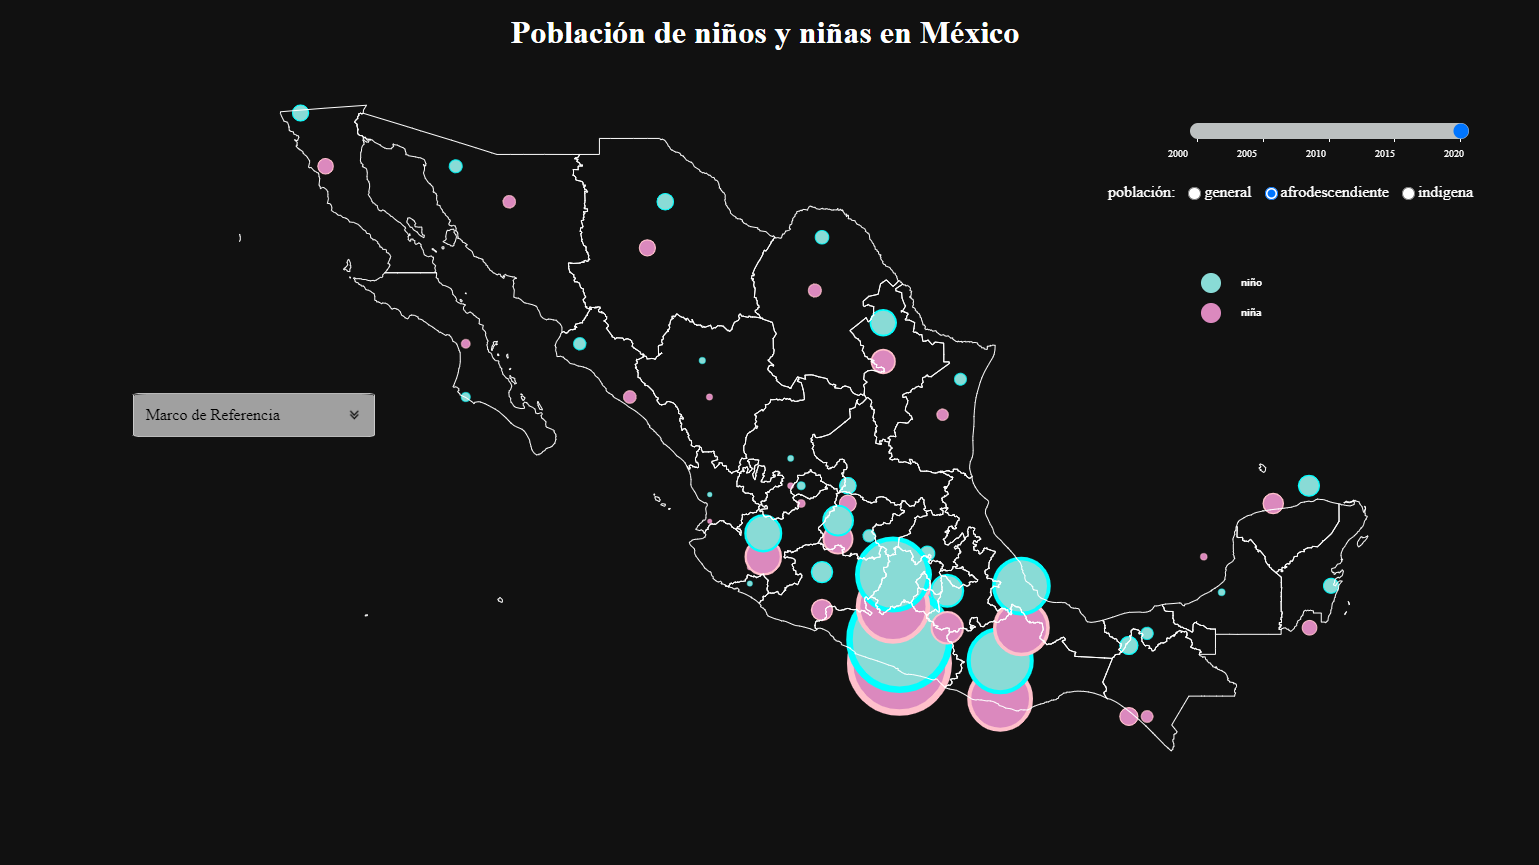 Población de niños y niñas en México
2000 2005 2010 2015 2020
población: general afrodescendiente indigena
niño
niña
Marco de Referencia